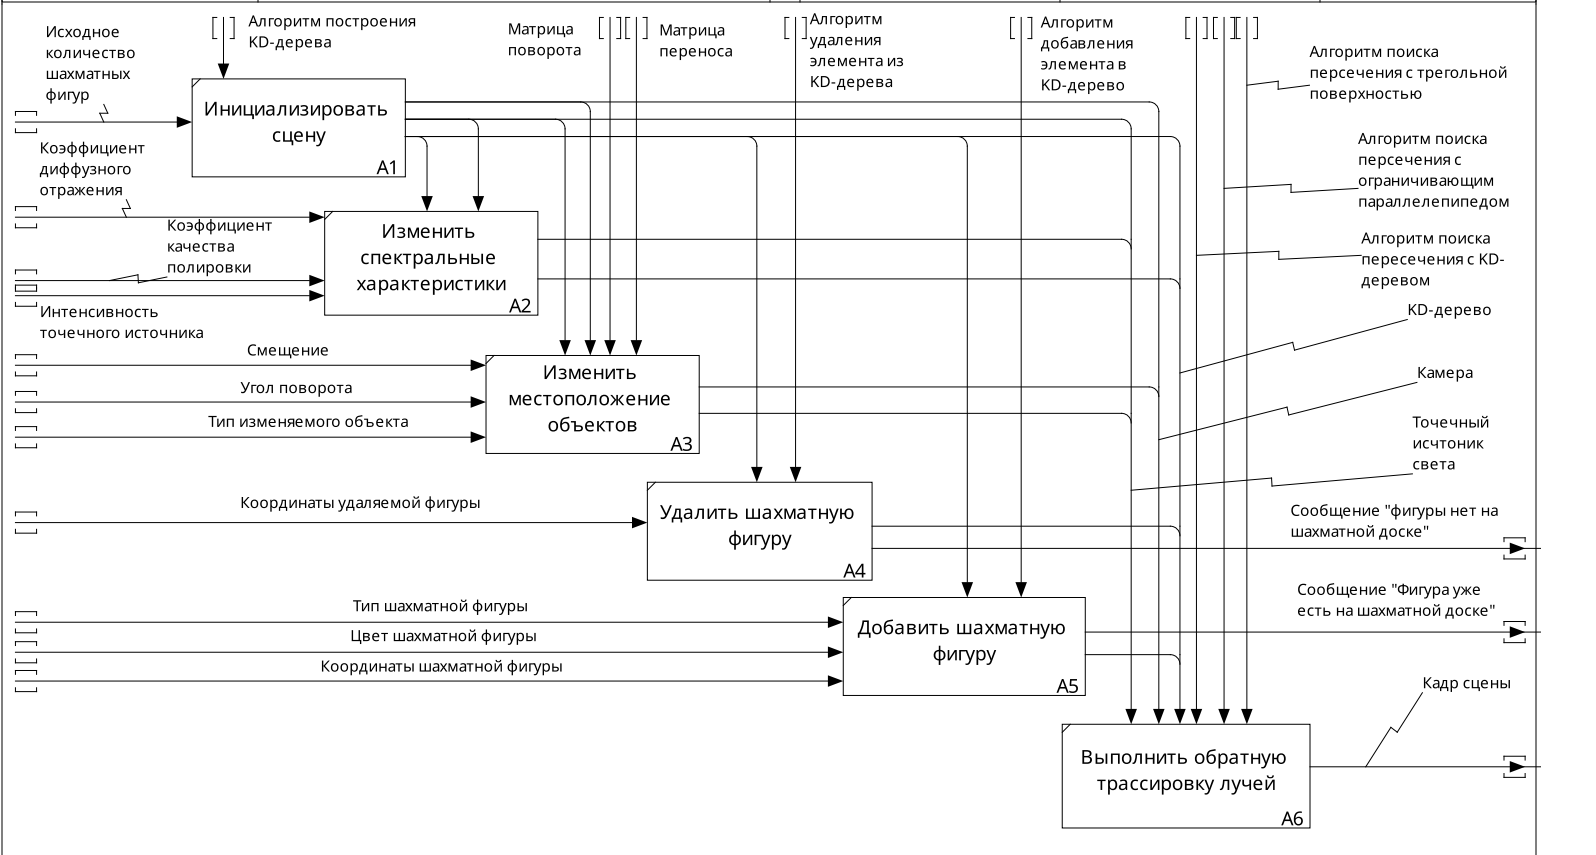 Исходное
количество
шахматных
фигур
Алгоритм построения
KD-дерева
Матрица
поворота
Матрица
переноса
Алгоритм
удаления
элемента из
KD-дерева
Алгоритм
добавления
элемента в
KD-дерево
Алгоритм поиска
персечения с трегольной
поверхностью
Инициализировать
сцену
A1
Коэффициент
диффузного
отражения
Алгоритм поиска
персечения с
ограничивающим
параллелепипедом
Коэффициент
качества
полировки
Изменить
спектральные
характеристики
A2
Алгоритм поиска
пересечения с KD-
деревом
Интенсивность
точечного источника
KD-дерево
Смещение
Угол поворота
Тип изменяемого объекта
Изменить
местоположение
объектов
A3
Камера
Точечный
исчтоник
света
Координаты удаляемой фигуры
Удалить шахматную
фигуру
A4
Сообщение "фигуры нет на
шахматной доске"
Тип шахматной фигуры
Цвет шахматной фигуры
Координаты шахматной фигуры
Добавить шахматную
фигуру
A5
Сообщение "Фигура уже
есть на шахматной доске"
Кадр сцены
Выполнить обратную
трассировку лучей
A6